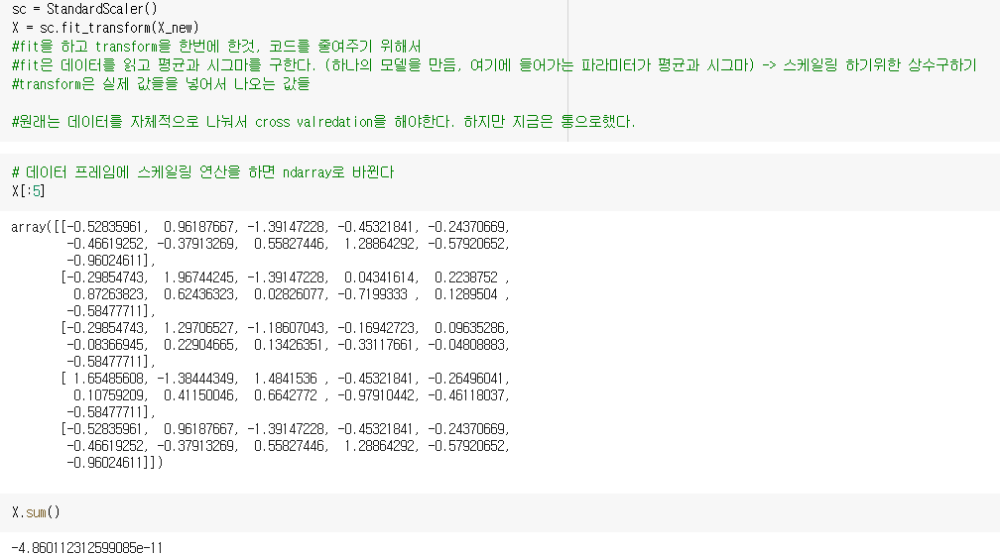 sc = StandardScaler()
X = sc.fit_transform(X_new)
#fit을 하고 transform을 한번에 한것, 코드를 줄여주기 위해서
#fit은 데이터를 읽고 평균과 시그마를 구한다. (하나의 모델을 만듬, 여기에 들어가는 파라미터가 평균과 시그마) -> 스케일링 하기위한 상수구하기
#transform은 실제 값들을 넣어서 나오는 값들
#원래는 데이터를 자체적으로 나눠서 cross valredation을 해야한다. 하지만 지금은 통으로했다.
# 데이터 프레임에 스케일링 연산을 하면 ndarray로 바뀐다
X[:5]
array([[-0.52835961,  0.96187667, -1.39147228, -0.45321841, -0.24370669,
-0.46619252, -0.37913269,  0.55827446,  1.28864292, -0.57920652,
-0.96024611],
[-0.29854743,  1.96744245, -1.39147228,  0.04341614,  0.2238752 ,
0.87263823,  0.62436323,  0.02826077, -0.7199333 ,  0.1289504 ,
-0.58477711],
[-0.29854743,  1.29706527, -1.18607043, -0.16942723,  0.09635286,
-0.08366945,  0.22904665,  0.13426351, -0.33117661, -0.04808883,
-0.58477711],
[ 1.65485608, -1.38444349,  1.4841536 , -0.45321841, -0.26496041,
0.10759209,  0.41150046,  0.6642772 , -0.97910442, -0.46118037,
-0.58477711],
[-0.52835961,  0.96187667, -1.39147228, -0.45321841, -0.24370669,
-0.46619252, -0.37913269,  0.55827446,  1.28864292, -0.57920652,
-0.96024611]])
X.sum()
-4.860112312599085e-11